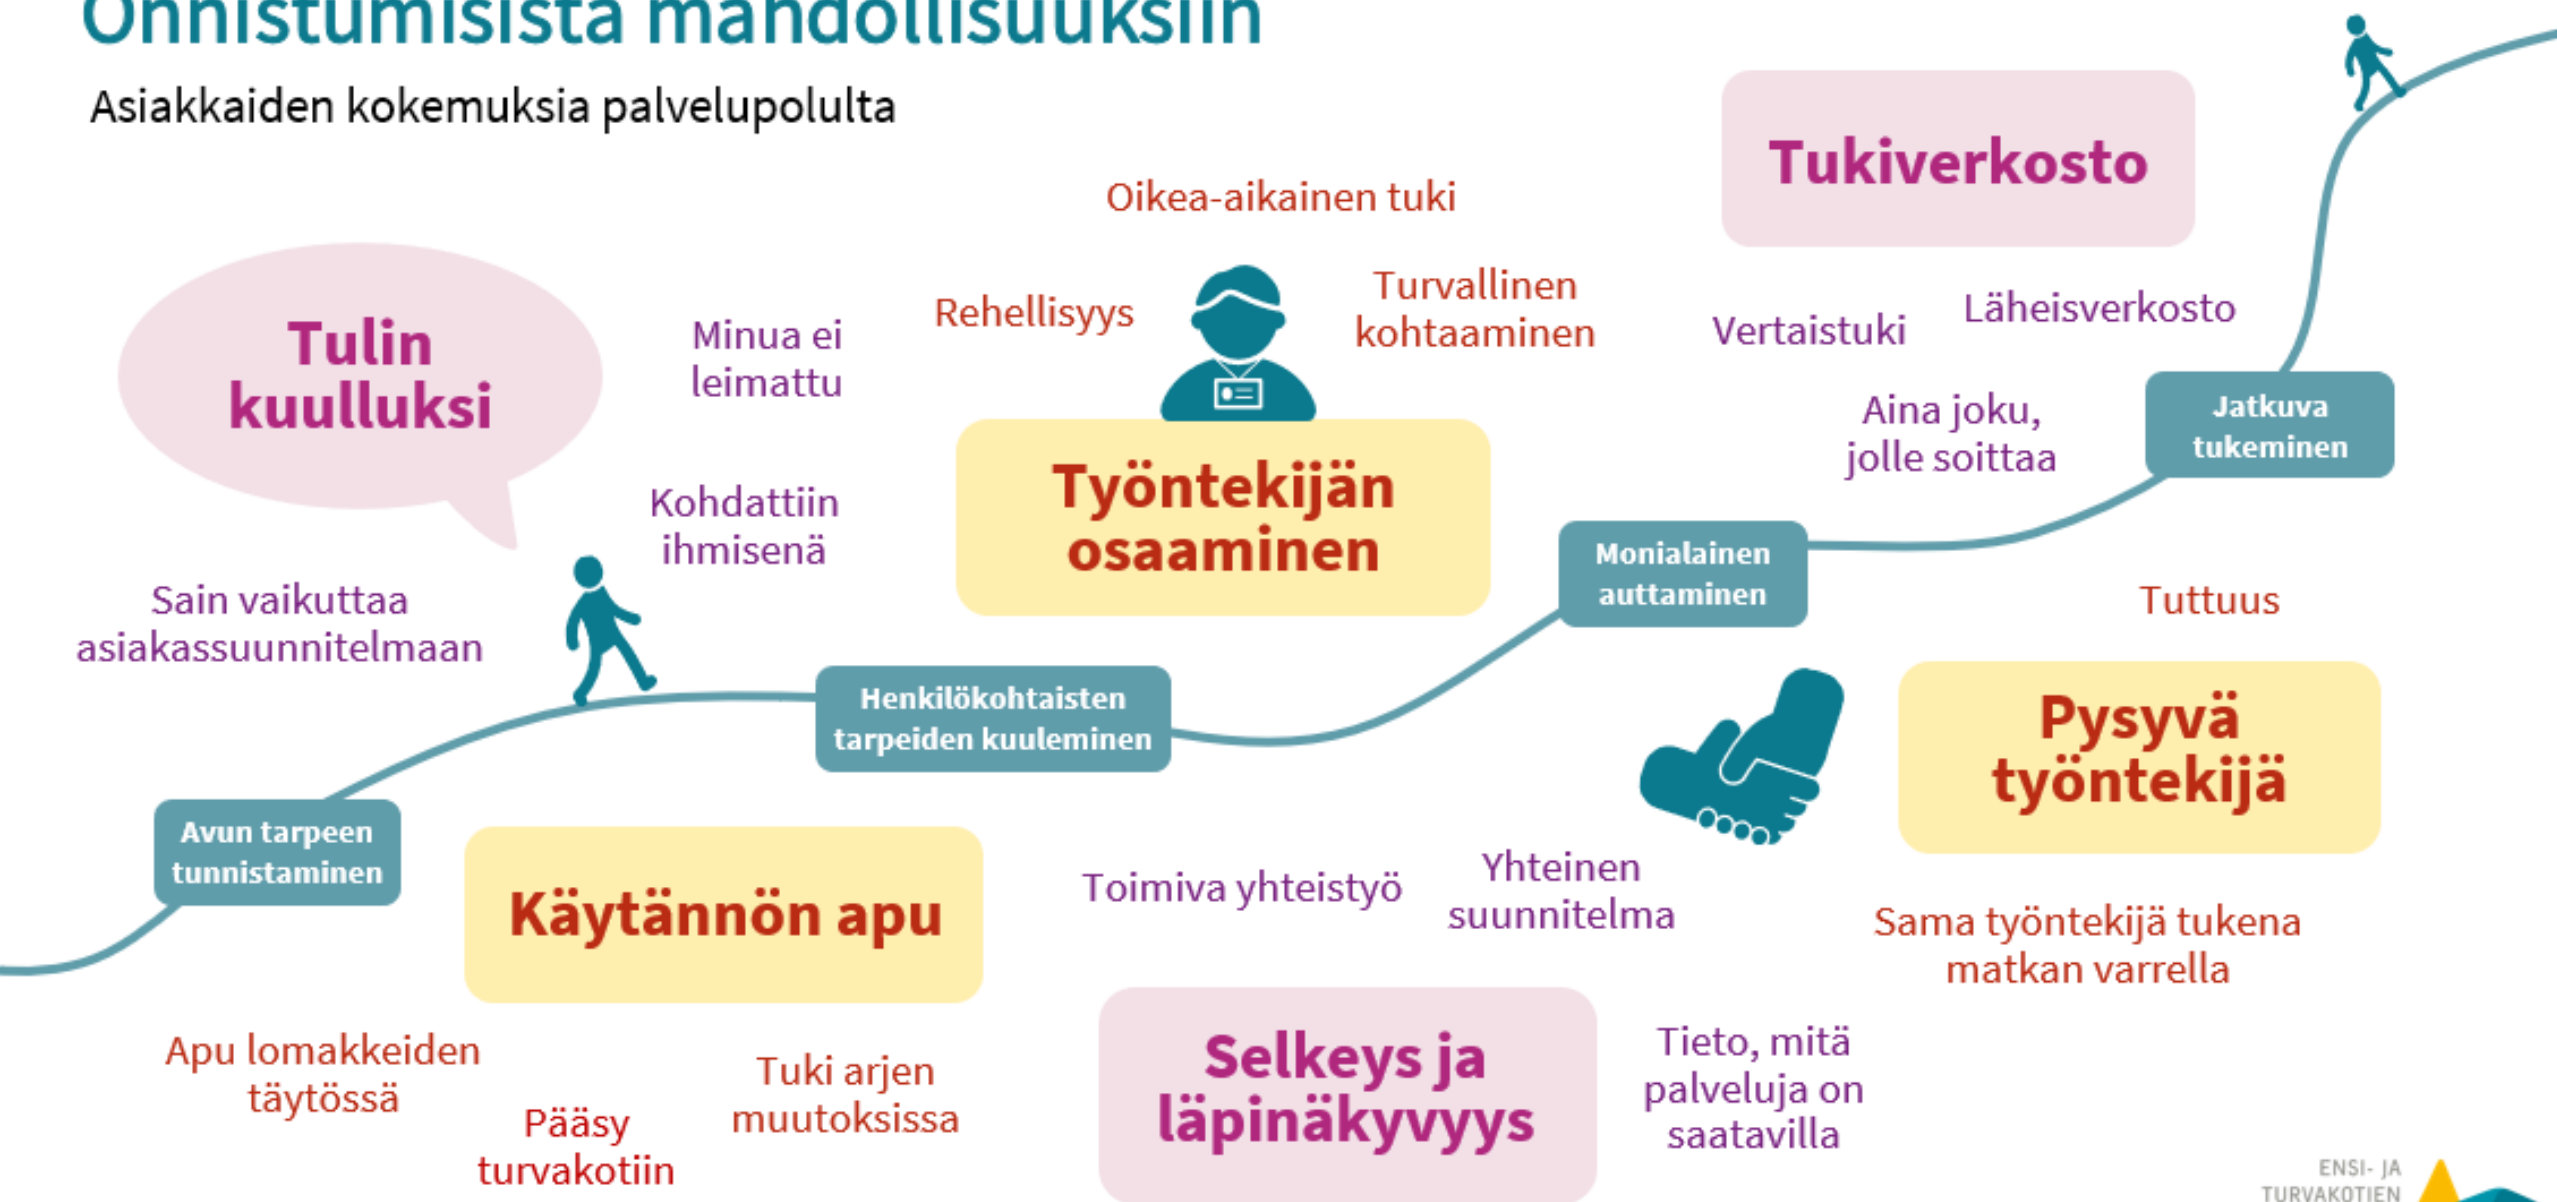 Onnistumisista mahdollisuuksiin
Asiakkaiden kokemuksia palvelupolulta
Tulin
kuulluksi
Minua ei
leimattu
Kohdattiin
ihmisenä
Sain vaikuttaa
asiakassuunnitelmaan
Oikea-aikainen tuki
Rehellisyys
Turvallinen
kohtaaminen
Työntekijän
osaaminen
Tukiverkosto
Vertaistuki
Läheisverkosto
Aina joku,
jolle soittaa
Jatkuva
tukeminen
Monialainen
auttaminen
Henkilökohtaisten
tarpeiden kuuleminen
Avun tarpeen
tunnistaminen
Käytännön apu
Apu lomakkeiden
täytössä
Pääsy
turvakotiin
Tuki arjen
muutoksissa
Toimiva yhteistyö
Yhteinen
suunnitelma
Selkeys ja
läpinäkyvyys
Tieto, mitä
palveluja on
saatavilla
Tuttuus
Pysyvä
työntekijä
Sama työntekijä tukena
matkan varrella
ENSI- JA
TURVAKOTIEN